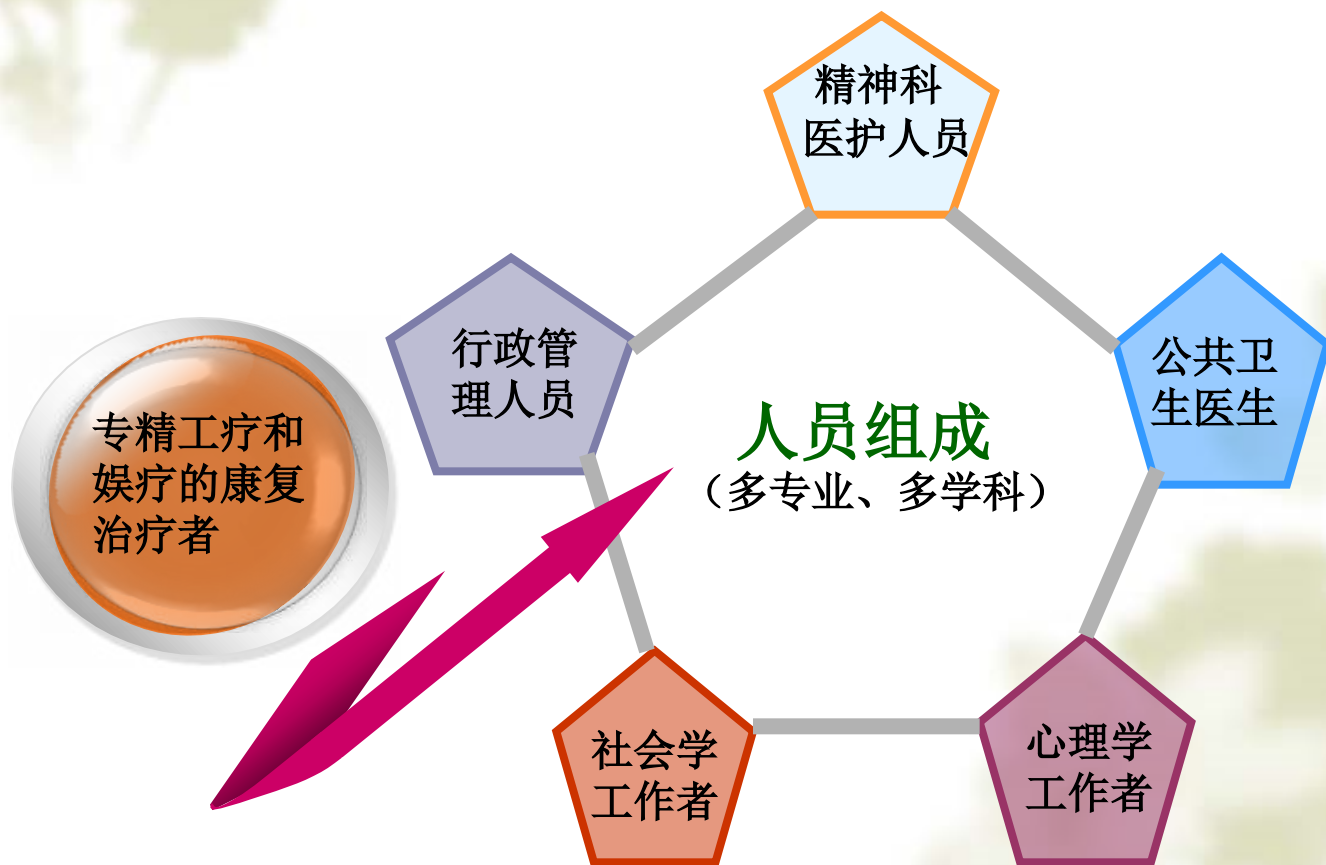 精神科
医护人员
行政管
理人员
公共卫
生医生
专精工疗和
娱疗的康复
治疗者
人员组成
（多专业、多学科）
社会学
工作者
心理学
工作者